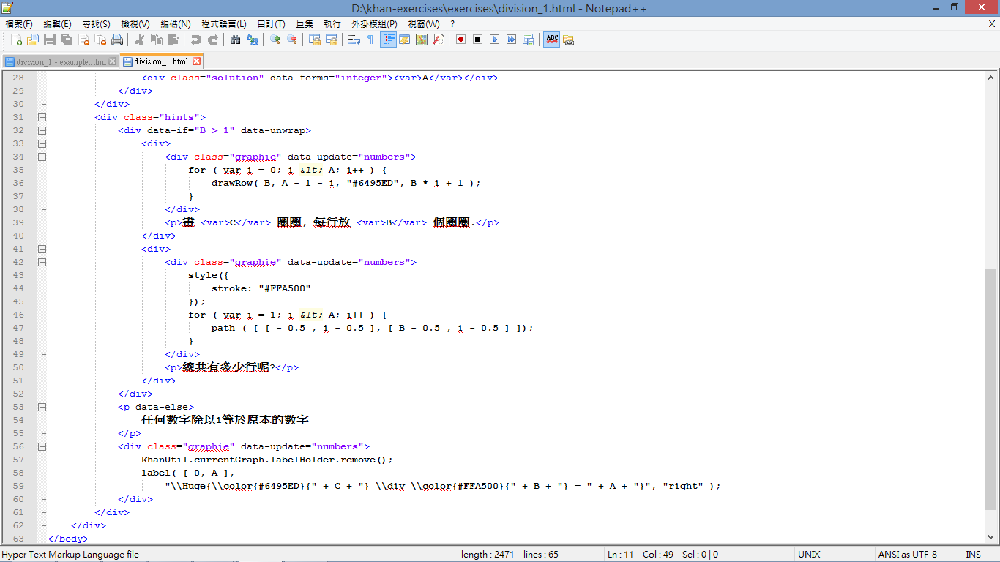 D:\khan-exercises\exercises\division_1.html - Notepad++
檔案(F) 編輯(E) 尋找(S) 檢視(V) 編碼(N) 程式語言(L) 自訂(T) 巨集 執行 外掛模組(P) 視窗(W) ? X
division_1 - example.html division_1.html
28 <div class="solution" data-forms="integer"><var>A</var></div>
29 </div>
30 </div>
31 <div class="hints">
32 <div data-if="B > 1" data-unwrap>
33 <div>
34 <div class="graphie" data-update="numbers">
35 for ( var i = 0; i &lt; A; i++ ) {
36 drawRow( B, A - 1 - i, "#6495ED", B * i + 1 );
37 }
38 </div>
39 <p>畫 <var>C</var> 圈圈, 每行放 <var>B</var> 個圈圈.</p>
40 </div>
41 <div>
42 <div class="graphie" data-update="numbers">
43 style({
44 stroke: "#FFA500"
45 });
46 for ( var i = 1; i &lt; A; i++ ) {
47 path ( [ [ - 0.5 , i - 0.5 ], [ B - 0.5 , i - 0.5 ] ]);
48 }
49 </div>
50 <p>總共有多少行呢?</p>
51 </div>
52 </div>
53 <p data-else>
54 任何數字除以1等於原本的數字
55 </p>
56 <div class="graphie" data-update="numbers">
57 KhanUtil.currentGraph.labelHolder.remove();
58 label( [ 0, A ],
59 "\\Huge{\\color{#6495ED}{" + C + "} \\div \\color{#FFA500}{" + B + "} = " + A + "}", "right" );
60 </div>
61 </div>
62 </div>
63 </body>
Hyper Text Markup Language file length : 2471 lines : 65 Ln : 11 Col : 49 Sel : 0 | 0 UNIX ANSI as UTF-8 INS